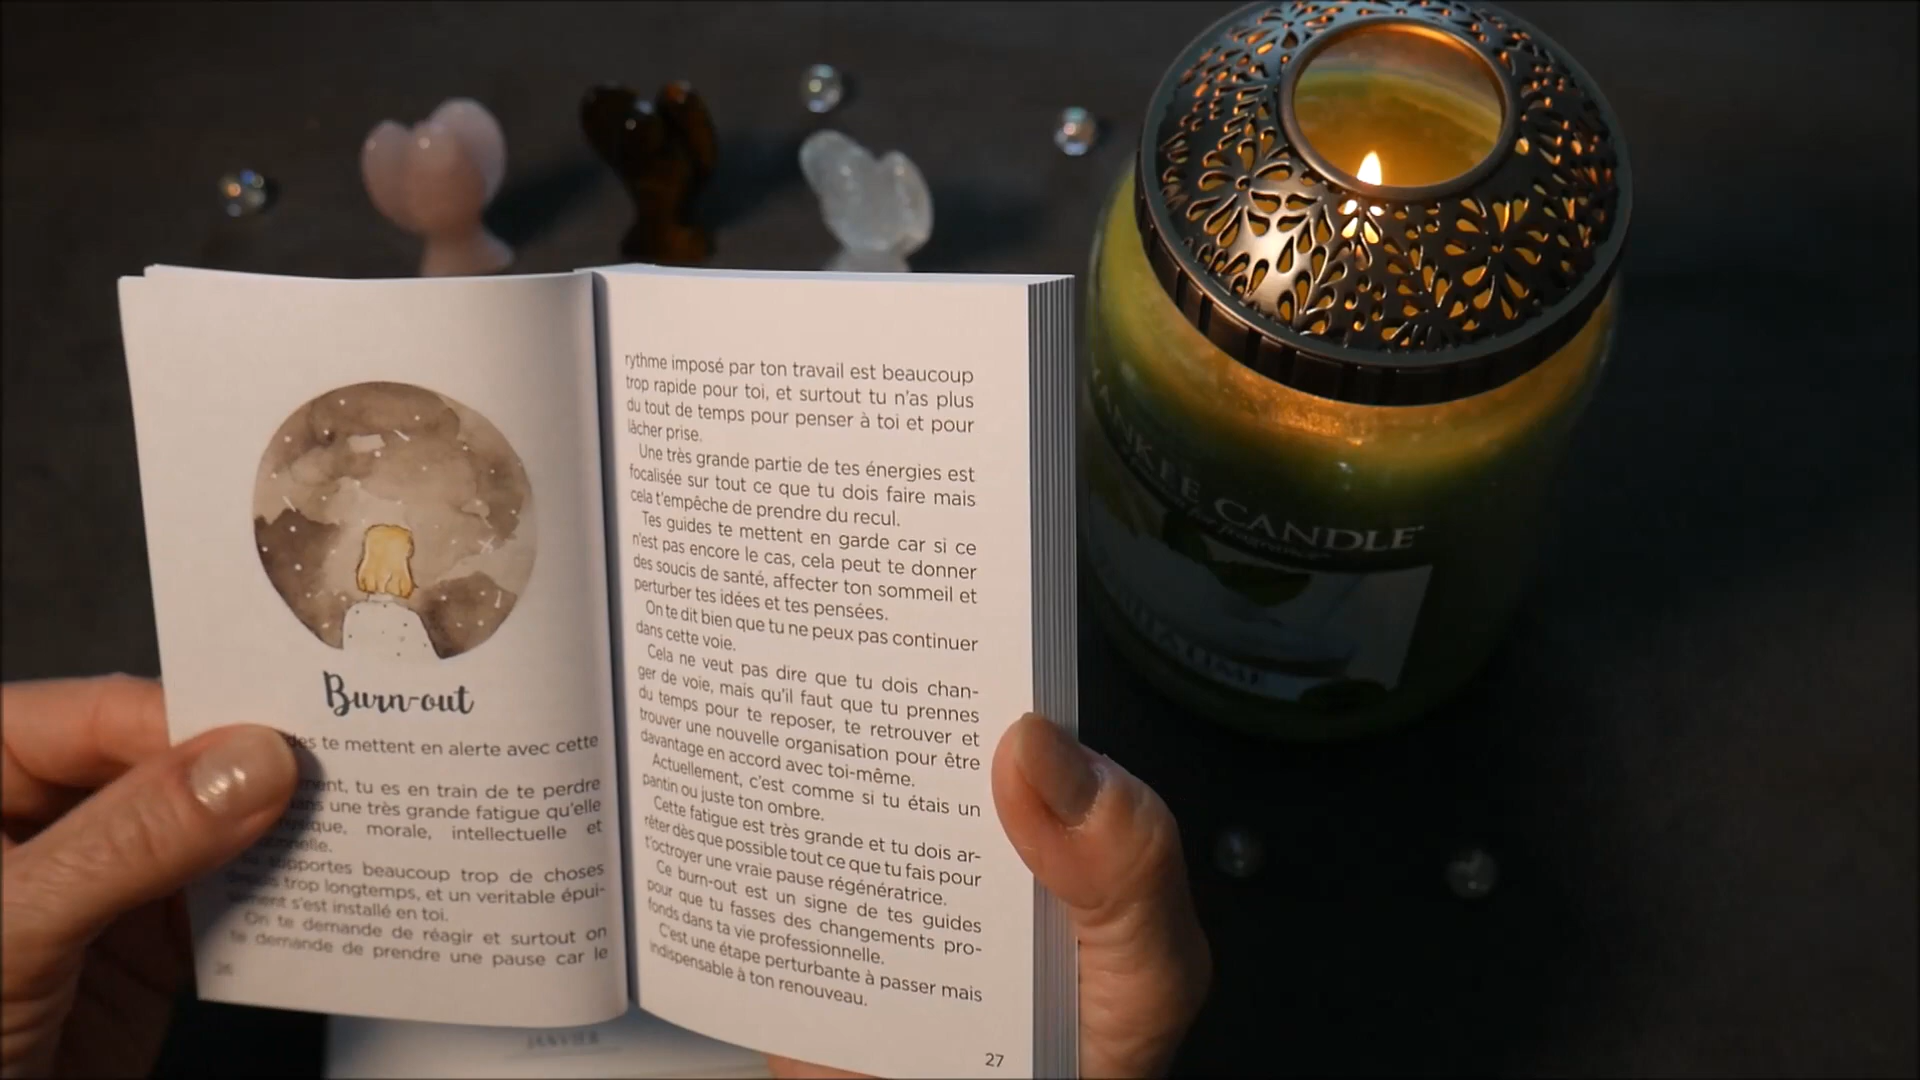 Burn-out
te mettent en alerte avec cette
tu es en train de te perdre
une très grande fatigue qu'elle
morale, intellectuelle et
supportes beaucoup trop de choses
trop longtemps, et un veritable épui-
s'est installé en toi.
On te demande de réagir et surtout on
te demande de prendre une pause car le
26
rythme imposé par ton travail est beaucoup
trop rapide pour toi, et surtout tu n'as plus
du tout de temps pour penser à toi et pour
lâcher prise.
Une très grande partie de tes énergies est
focalisée sur tout ce que tu dois faire mais
cela t'empêche de prendre du recul.
Tes guides te mettent en garde car si ce
n'est pas encore le cas, cela peut te donner
des soucis de santé, affecter ton sommeil et
perturber tes idées et tes pensées.
On te dit bien que tu ne peux pas continuer
dans cette voie.
Cela ne veut pas dire que tu dois chan-
ger de voie, mais qu'il faut que tu prennes
du temps pour te reposer, te retrouver et
trouver une nouvelle organisation pour être
davantage en accord avec toi-même.
Actuellement, c'est comme si tu étais un
pantin ou juste ton ombre.
Cette fatigue est très grande et tu dois ar-
rêter dès que possible tout ce que tu fais pour
t'octroyer une vraie pause régénératrice.
Ce burn-out est un signe de tes guides
pour que tu fasses des changements pro-
fonds dans ta vie professionnelle.
C'est une étape perturbante à passer mais
indispensable à ton renouveau.
27
JANVIER
YANKEE CANDLE